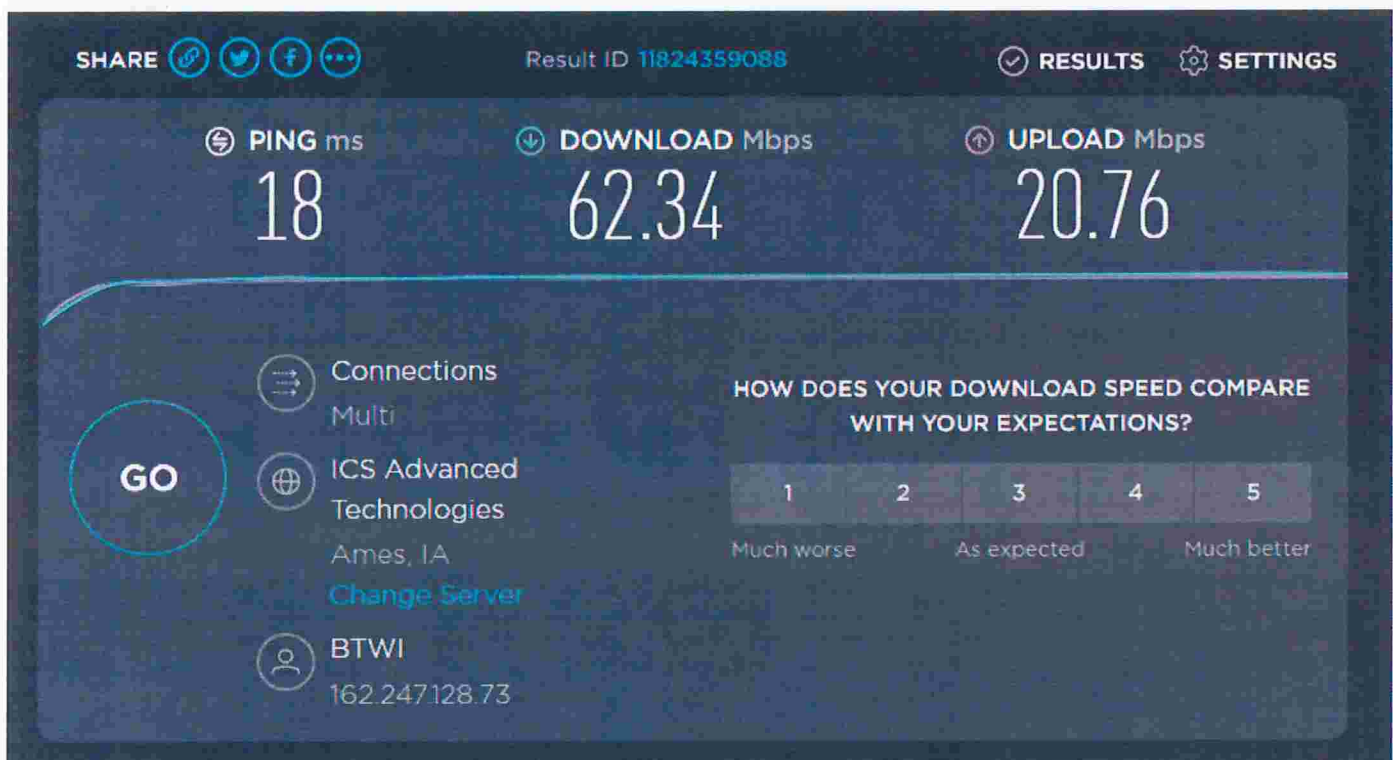 SHARE
Result ID 11824359088
RESULTS
SETTINGS
PING ms
DOWNLOAD Mbps
UPLOAD Mbps
18
62.34
20.76
GO
Connections
Multi
ICS Advanced
Technologies
Ames, IA
Change Server
BTWI
162.247.128.73
HOW DOES YOUR DOWNLOAD SPEED COMPARE
WITH YOUR EXPECTATIONS?
1 2 3 4 5
Much worse As expected Much better